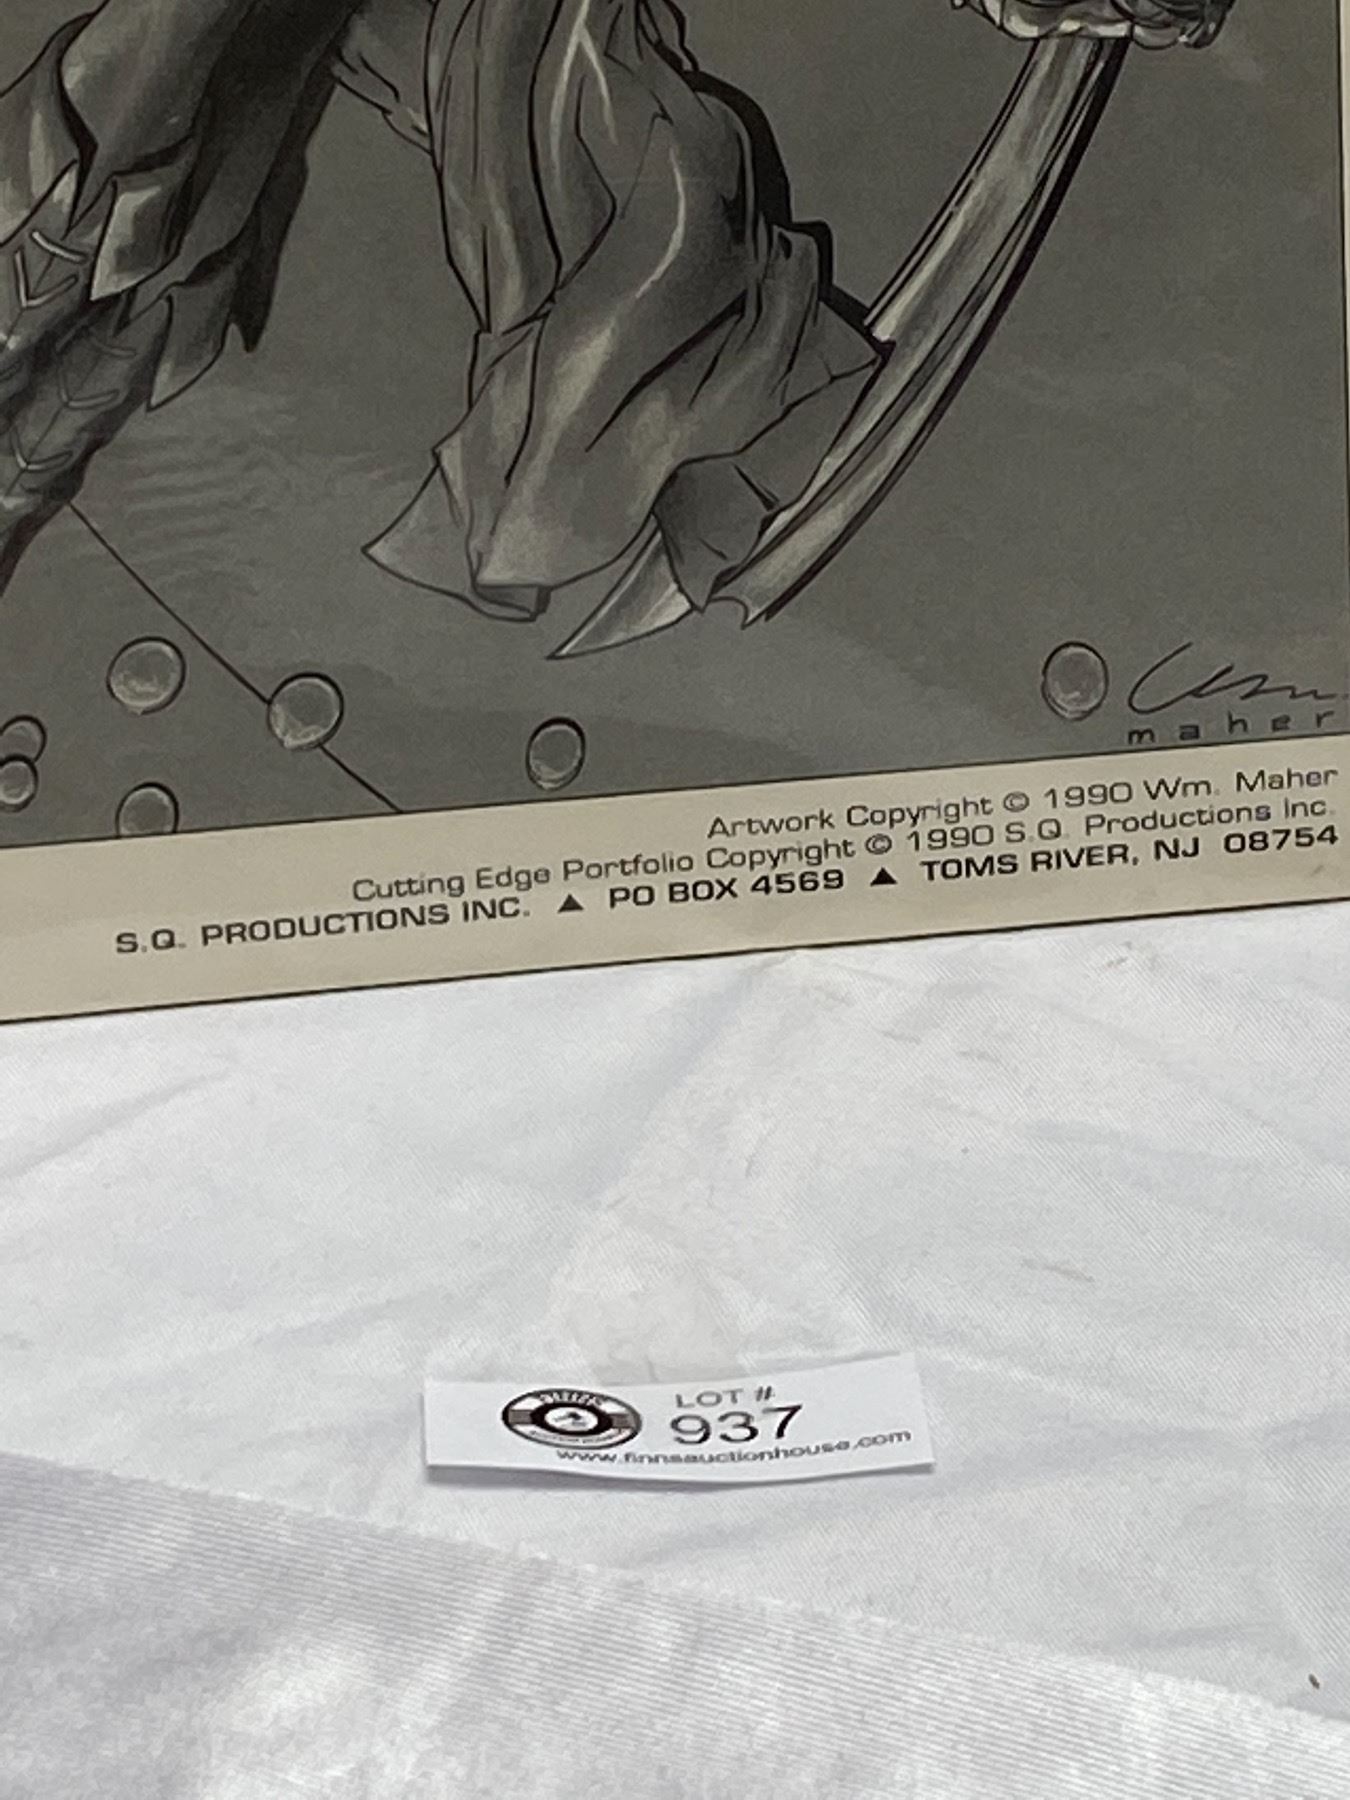 maher
Artwork Copyright © 1990 Wm. Maher
Cutting Edge Portfolio Copyright © 1990 S.Q. Productions Inc.
S.Q. PRODUCTIONS INC. ▲ PO BOX 4569 ▲ TOMS RIVER, NJ 08754
LOT #
937
www.finnsauctionhouse.com